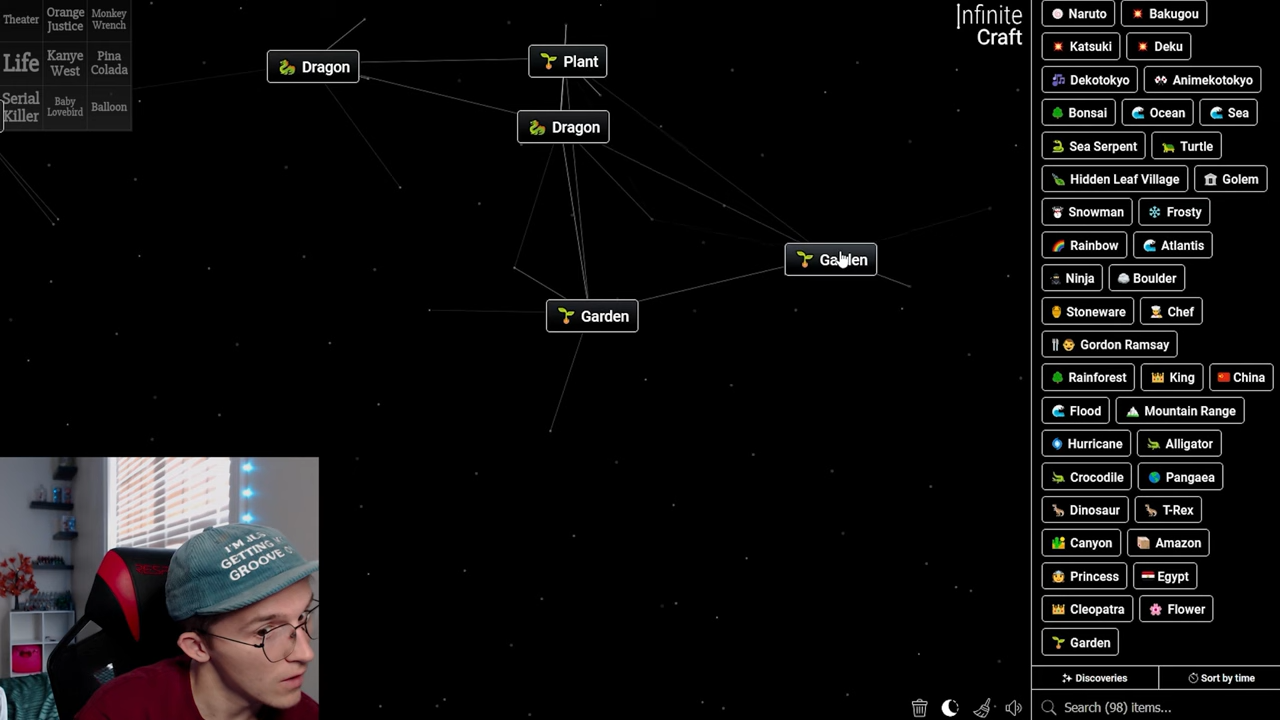 Theater
Orange Justice
Monkey Wrench
Life
Kanye West
Pina Colada
Serial Killer
Baby Lovebird
Balloon
Infinite Craft
Dragon
Plant
Dragon
Garden
Garden
Naruto
Bakugou
Katsuki
Deku
Dekotokyo
Animekotokyo
Bonsai
Ocean
Sea
Sea Serpent
Turtle
Hidden Leaf Village
Golem
Snowman
Frosty
Rainbow
Atlantis
Ninja
Boulder
Stoneware
Chef
Gordon Ramsay
Rainforest
King
China
Flood
Mountain Range
Hurricane
Alligator
Crocodile
Pangaea
Dinosaur
T-Rex
Canyon
Amazon
Princess
Egypt
Cleopatra
Flower
Garden
Discoveries
Sort by time
Search (98) items...
I'M JUST
GETTING
GROOVE